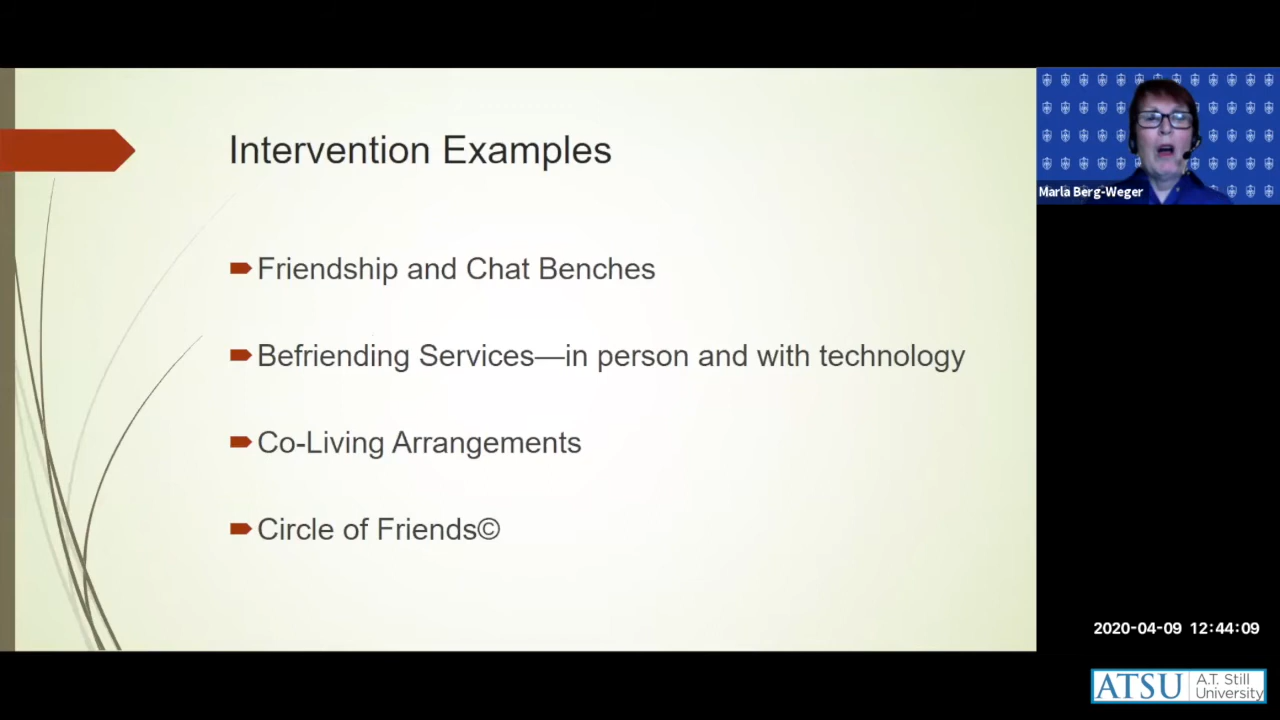 Intervention Examples
Friendship and Chat Benches
Befriending Services—in person and with technology
Co-Living Arrangements
Circle of Friends©
Marla Berg-Weger
2020-04-09 12:44:09
ATSU A.T. Still
University